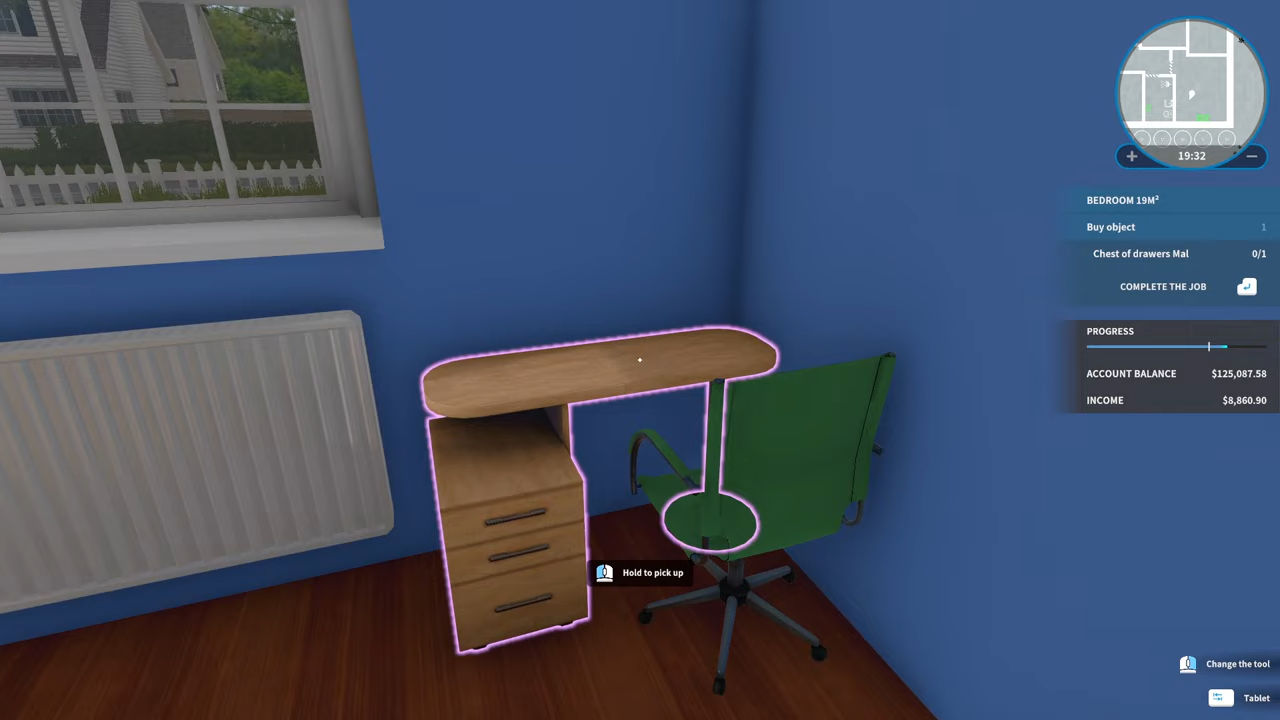 19:32
BEDROOM 19M²
Buy object 1
Chest of drawers Mal 0/1
COMPLETE THE JOB
PROGRESS
ACCOUNT BALANCE $125,087.58
INCOME $8,860.90
Hold to pick up
Change the tool
Tablet